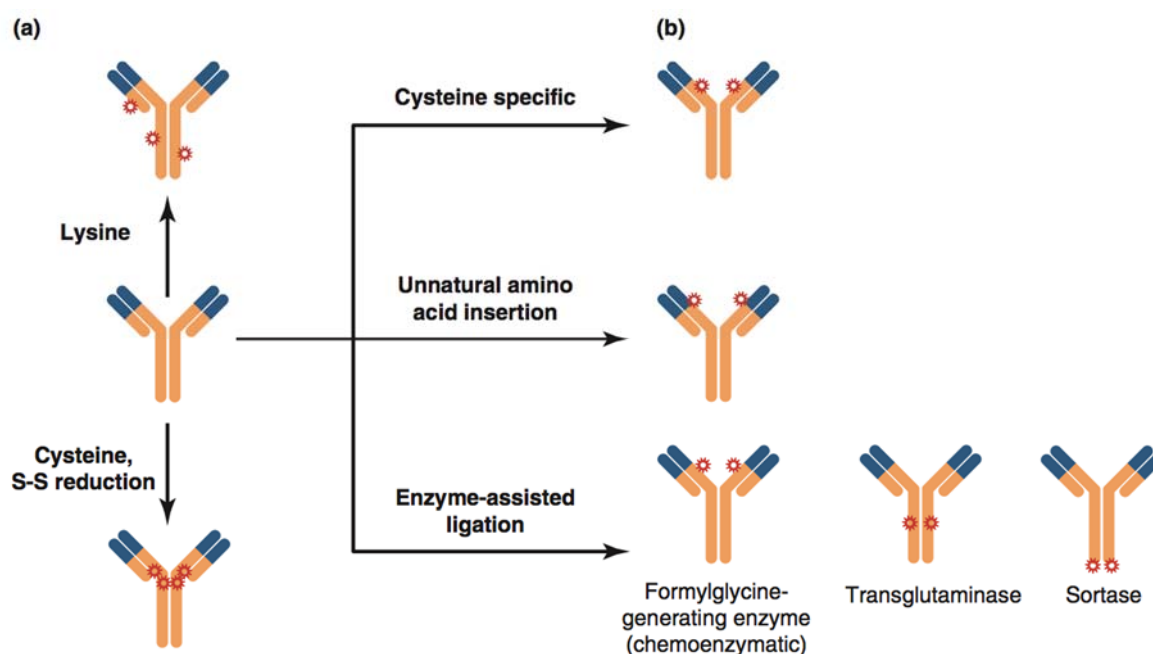 (a)
Lysine
Cysteine,
S-S reduction
(b)
Cysteine specific
Unnatural amino
acid insertion
Enzyme-assisted
ligation
Formylglycine-
generating enzyme
(chemoenzymatic)
Transglutaminase
Sortase